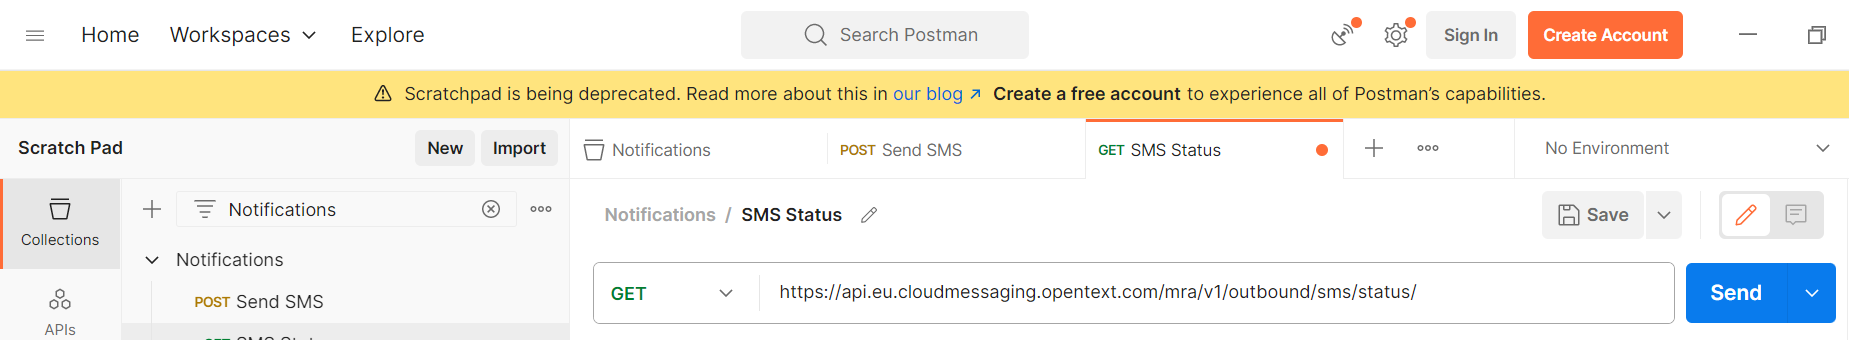 Home Workspaces Explore Search Postman Sign In Create Account
Scratchpad is being deprecated. Read more about this in our blog ↗ Create a free account to experience all of Postman’s capabilities.
Scratch Pad New Import Notifications POST Send SMS GET SMS Status No Environment
Notifications
Notifications / SMS Status Save
Collections
Notifications
GET https://api.eu.cloudmessaging.opentext.com/mra/v1/outbound/sms/status/ Send
POST Send SMS
APIs